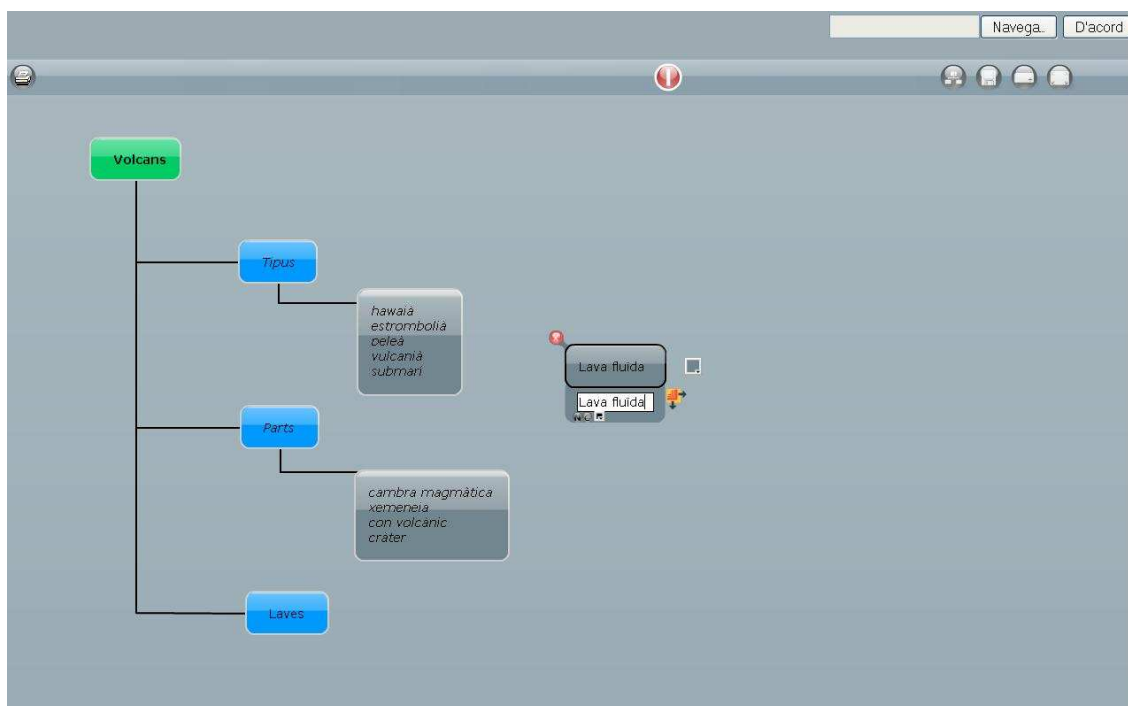 Navega..
D'acord
Volcans
Tipus
hawaià
estrombolià
peleà
vulcanià
submarí
Lava fluida
Lava fluida
N C
Parts
cambra magmàtica
xemeneia
con volcànic
cràter
Laves